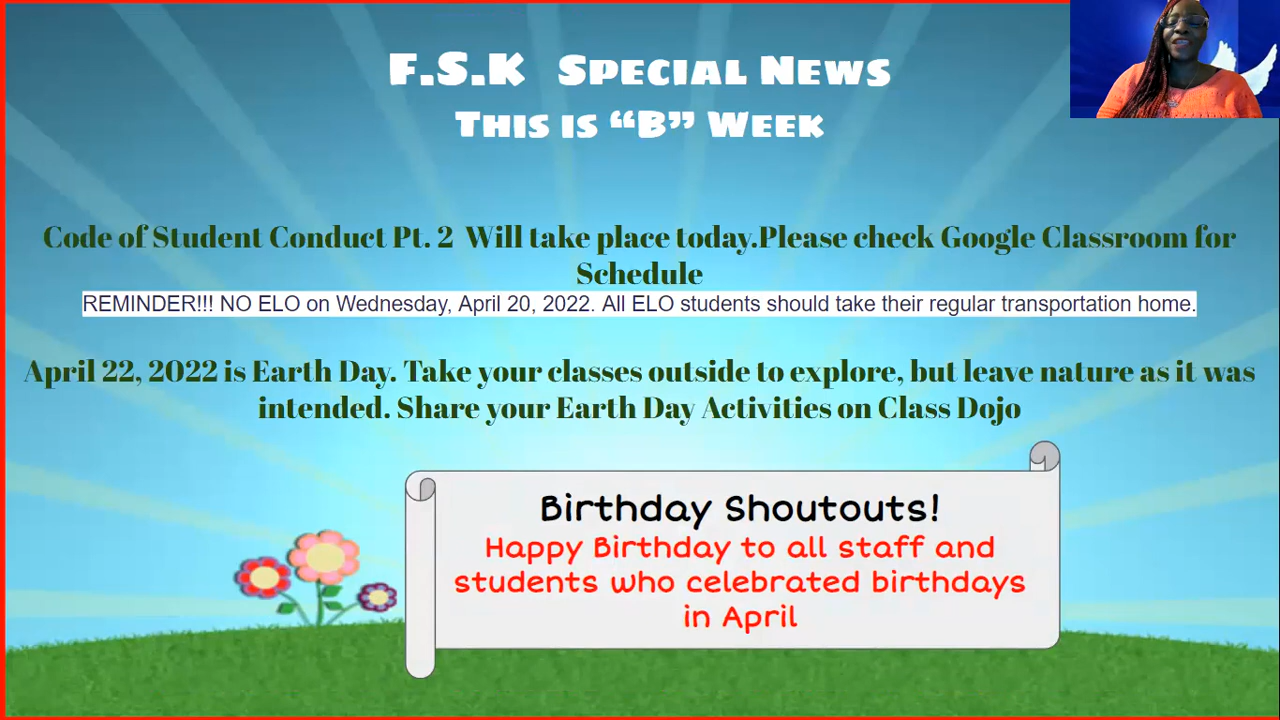 F.S.K Special News
This is “B” Week
Code of Student Conduct Pt. 2 Will take place today.Please check Google Classroom for
Schedule
REMINDER!!! NO ELO on Wednesday, April 20, 2022. All ELO students should take their regular transportation home.
April 22, 2022 is Earth Day. Take your classes outside to explore, but leave nature as it was
intended. Share your Earth Day Activities on Class Dojo
Birthday Shoutouts!
Happy Birthday to all staff and
students who celebrated birthdays
in April